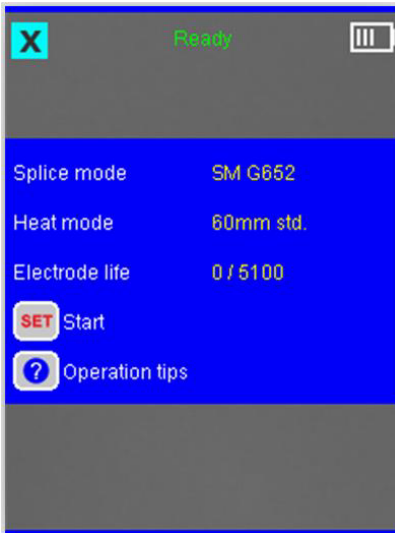 X Ready
Splice mode SM G652
Heat mode 60mm std.
Electrode life 0 / 5100
SET Start
? Operation tips